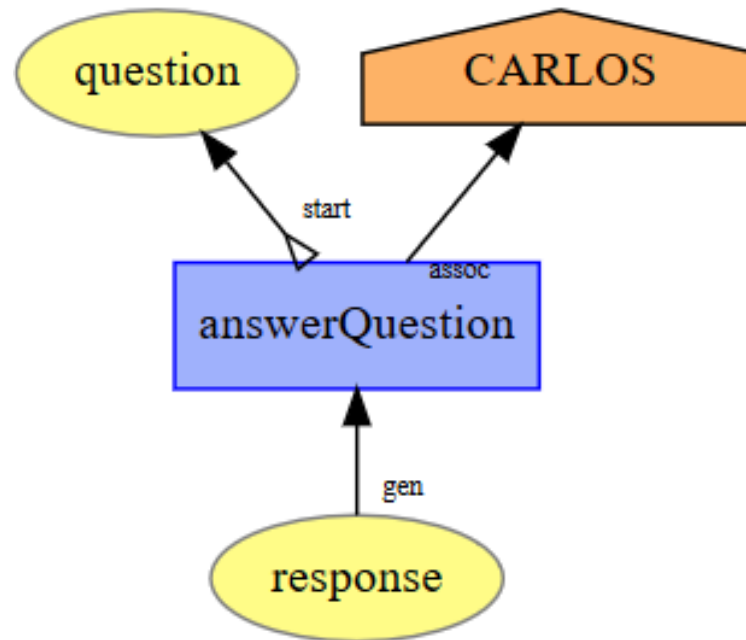 question
CARLOS
start
assoc
answerQuestion
gen
response